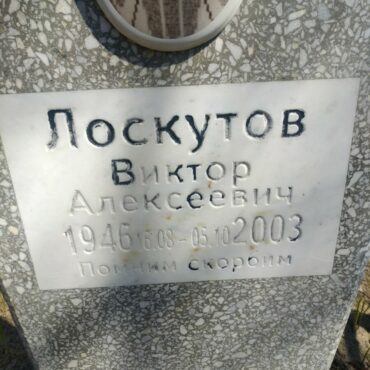 Лоскутов
Виктор
Алексеевич
1946 16.08-05.10 2003
Помним скорбим